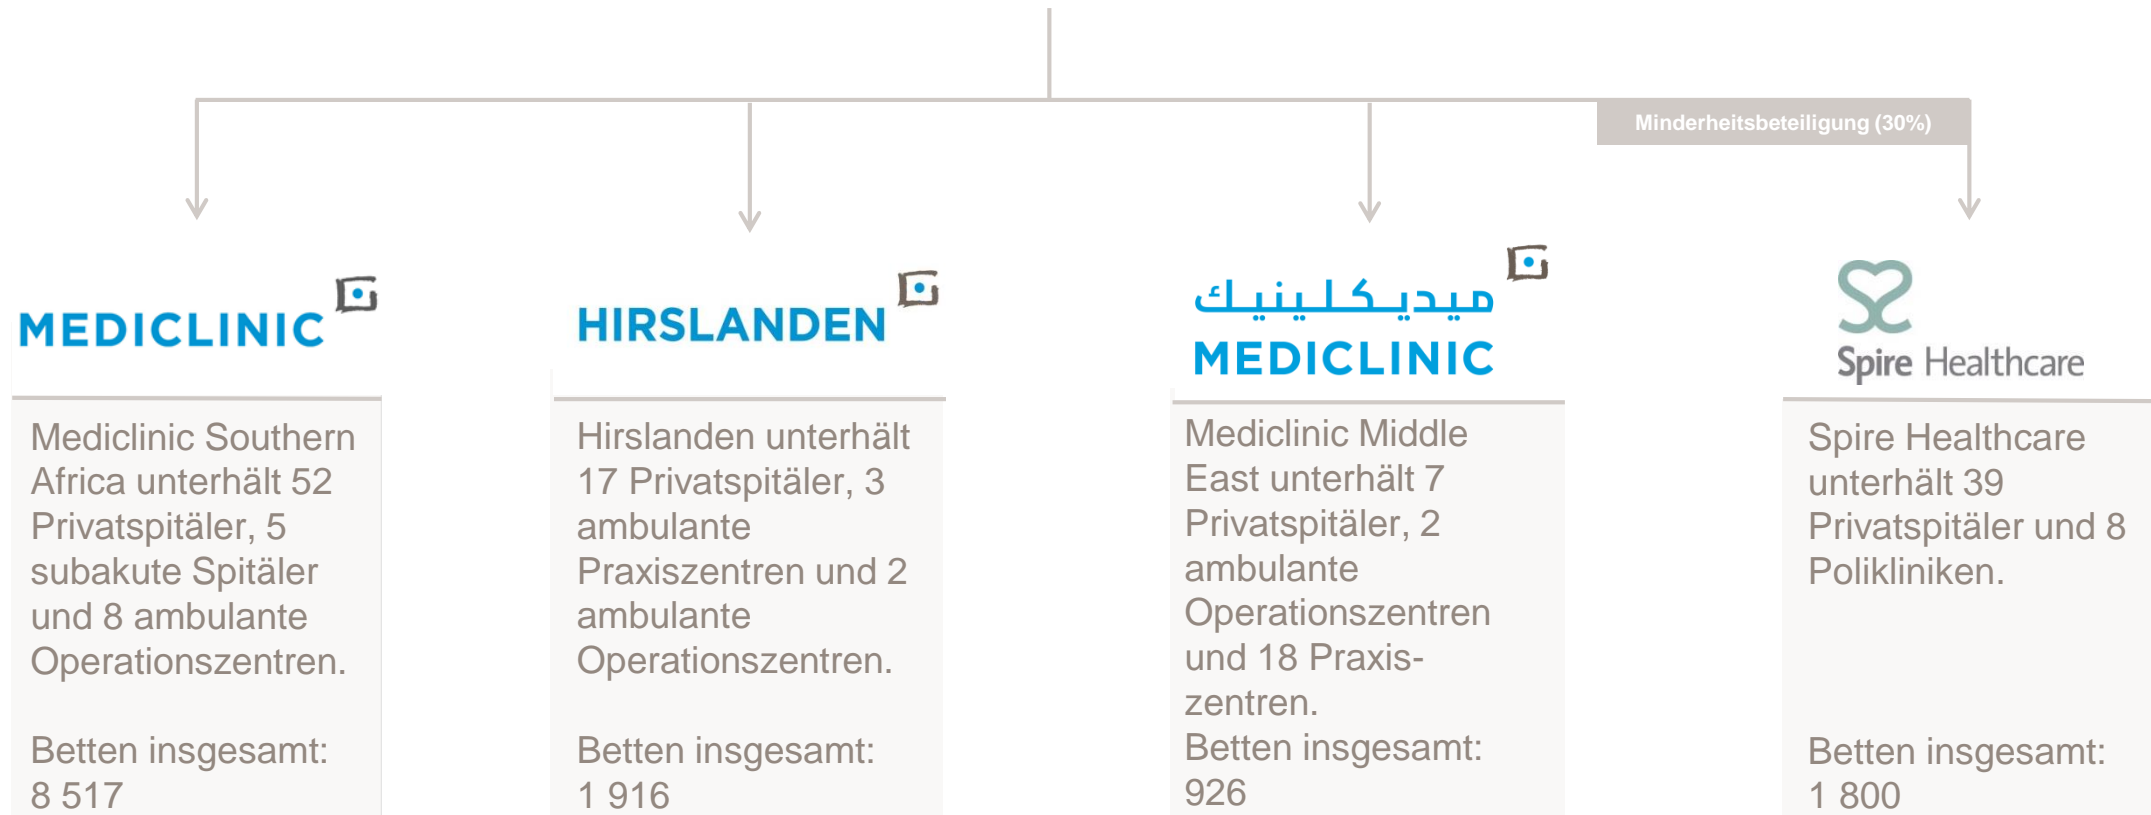 Minderheitsbeteiligung (30%)
MEDICLINIC
Mediclinic Southern
Africa unterhält 52
Privatspitäler, 5
subakute Spitäler
und 8 ambulante
Operationszentren.
Betten insgesamt:
8 517
HIRSLANDEN
Hirslanden unterhält
17 Privatspitäler, 3
ambulante
Praxiszentren und 2
ambulante
Operationszentren.
Betten insgesamt:
1 916
ميديكلينيك
MEDICLINIC
Mediclinic Middle
East unterhält 7
Privatspitäler, 2
ambulante
Operationszentren
und 18 Praxis-
zentren.
Betten insgesamt:
926
Spire Healthcare
Spire Healthcare
unterhält 39
Privatspitäler und 8
Polikliniken.
Betten insgesamt:
1 800